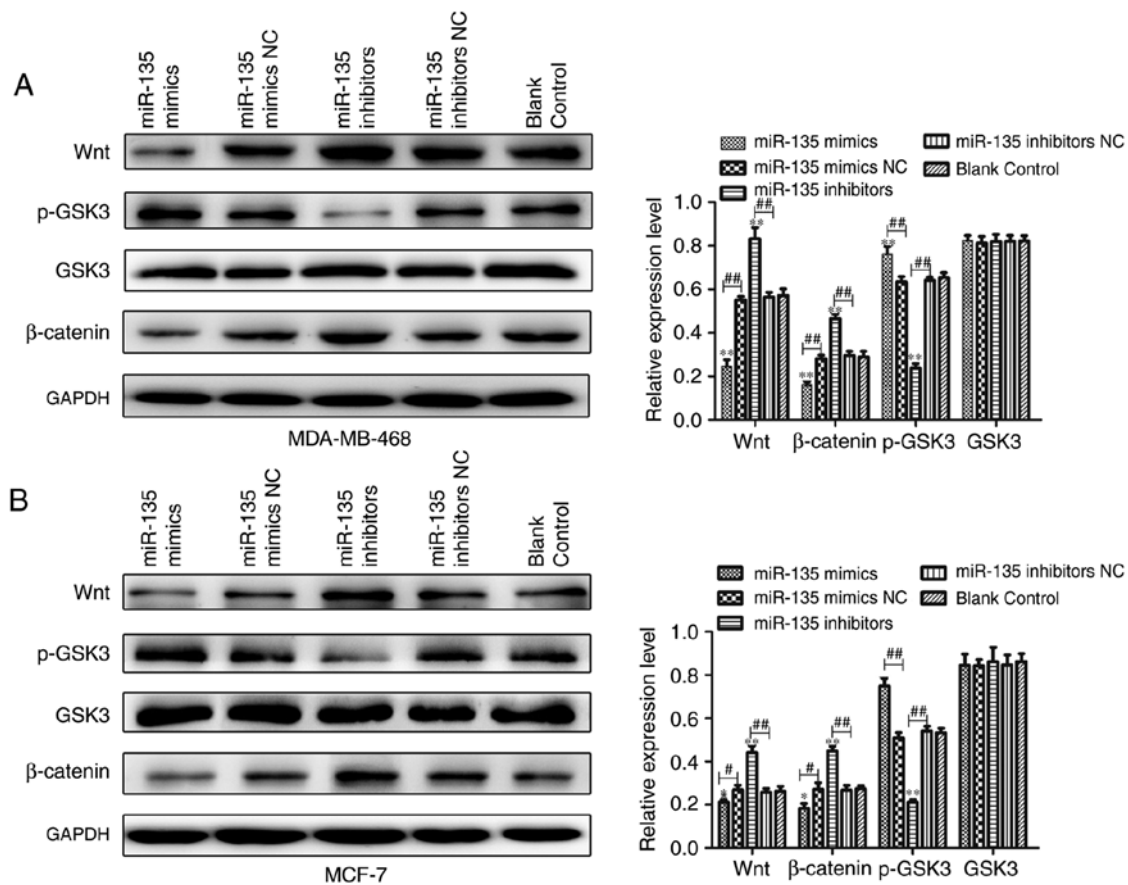 A
miR-135
mimics
miR-135
mimics NC
miR-135
inhibitors
miR-135
inhibitors NC
Blank
Control
Wnt
p-GSK3
GSK3
β-catenin
GAPDH
MDA-MB-468
miR-135 mimics
miR-135 mimics NC
miR-135 inhibitors
miR-135 inhibitors NC
Blank Control
Relative expression level
1.0
0.8
0.6
0.4
0.2
0.0
**
##
**
##
**
##
**
##
**
##
**
##
Wnt
β-catenin
p-GSK3
GSK3
B
miR-135
mimics
miR-135
mimics NC
miR-135
inhibitors
miR-135
inhibitors NC
Blank
Control
Wnt
p-GSK3
GSK3
β-catenin
GAPDH
MCF-7
miR-135 mimics
miR-135 mimics NC
miR-135 inhibitors
miR-135 inhibitors NC
Blank Control
Relative expression level
1.0
0.8
0.6
0.4
0.2
0.0
*
#
**
##
*
#
**
##
##
**
##
Wnt
β-catenin
p-GSK3
GSK3